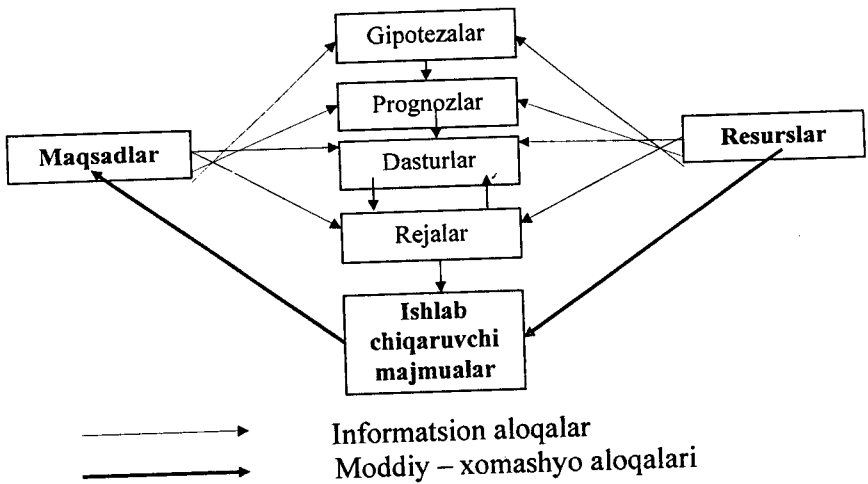 Gipotezalar
Prognozlar
Maqsadlar
Resurslar
Dasturlar
Rejalar
Ishlab
chiqaruvchi
majmualar
Informatsion aloqalar
Moddiy – xomashyo aloqalari